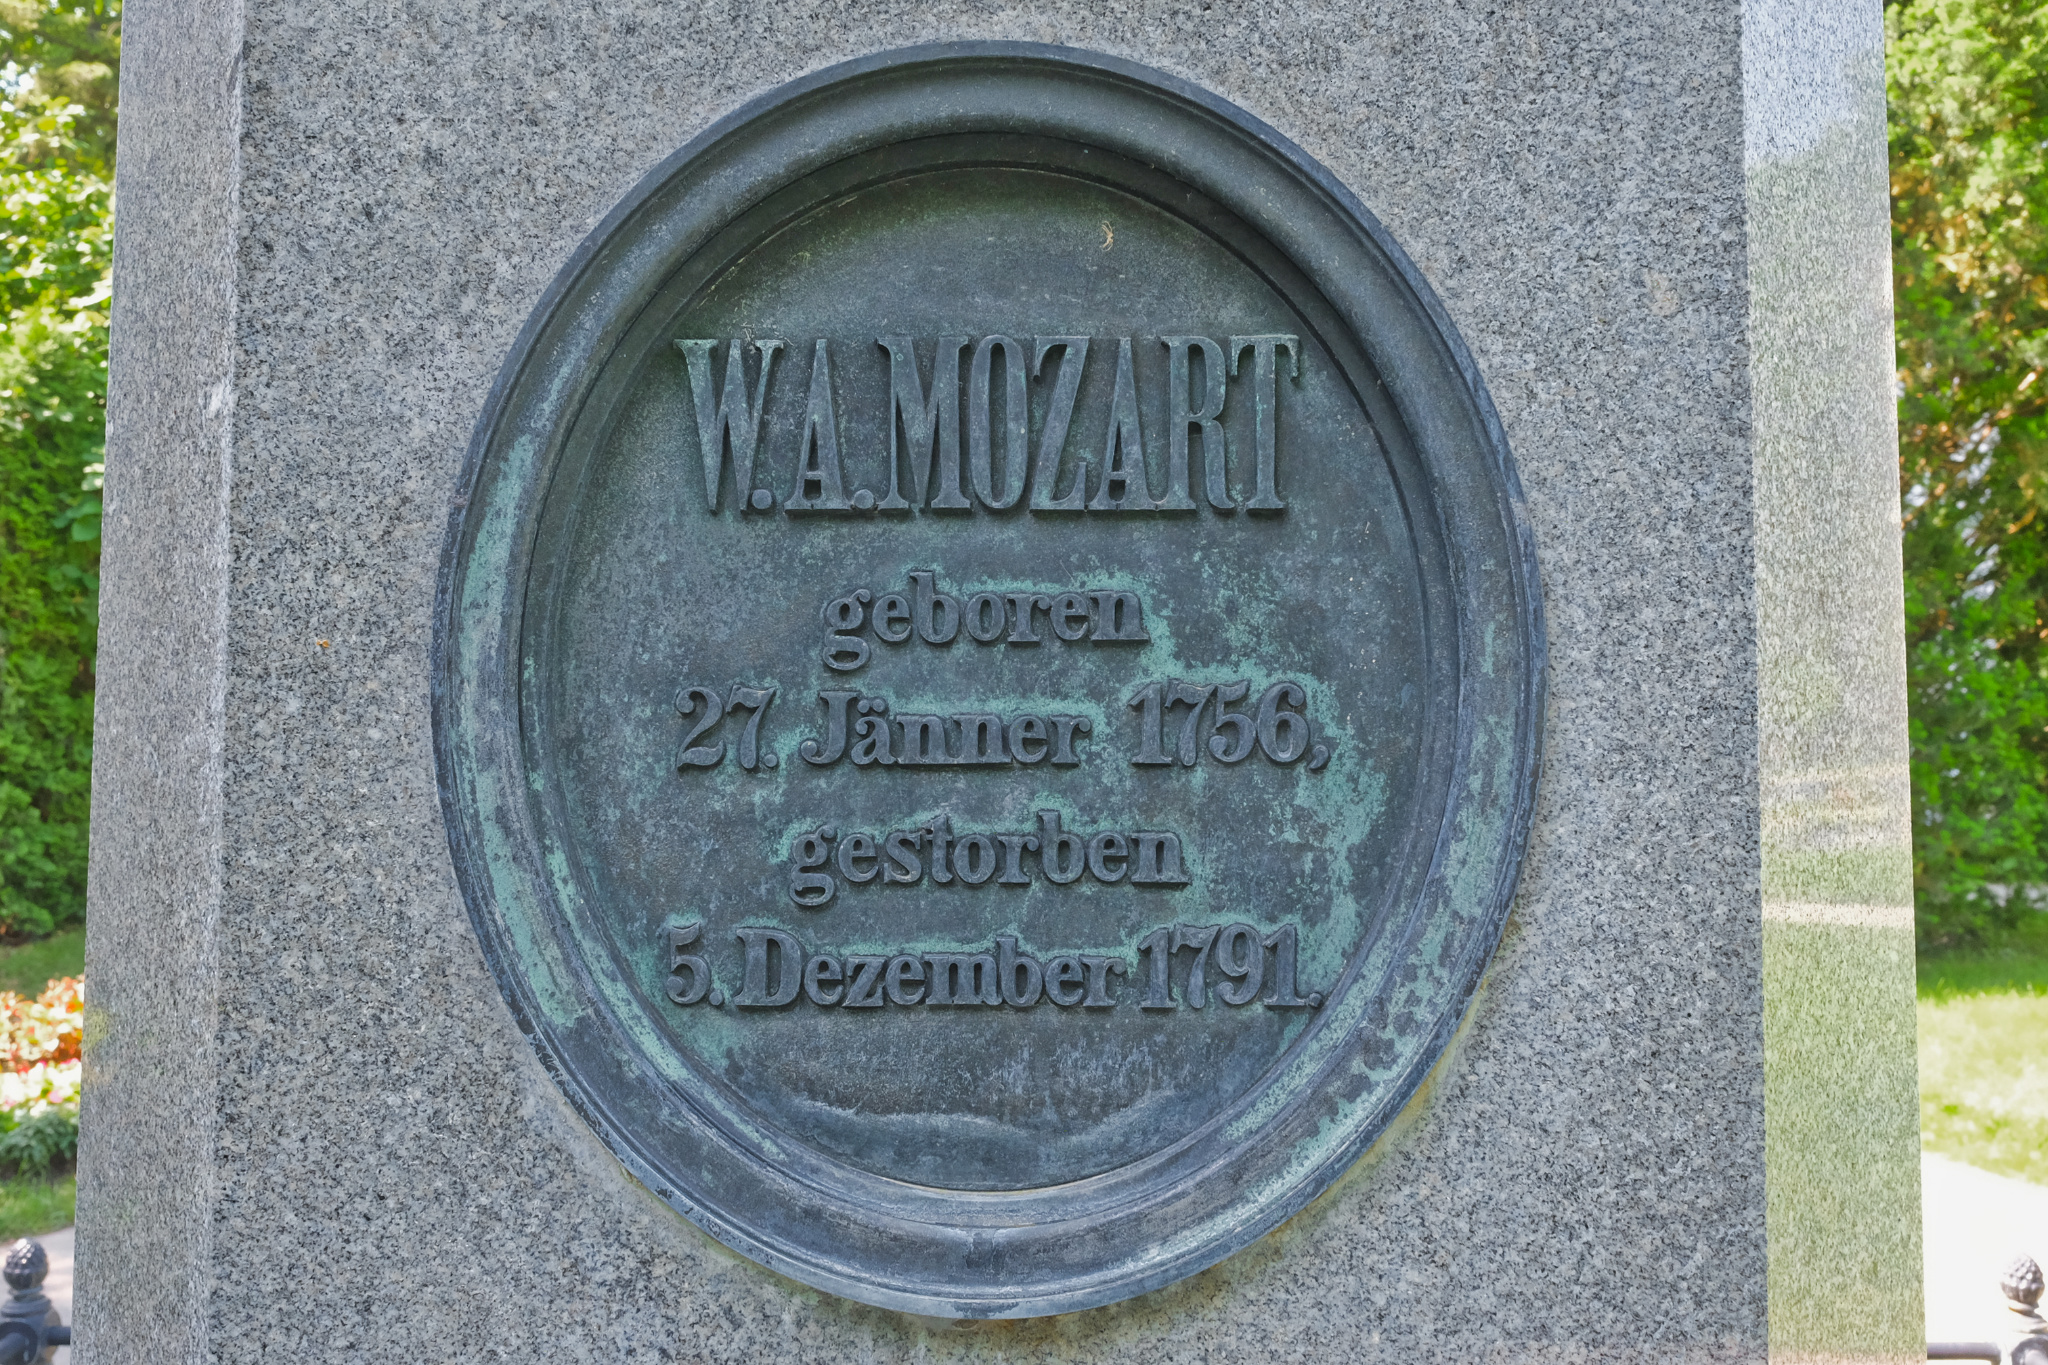 W.A.MOZART
geboren
27. Jänner 1756,
gestorben
5. Dezember 1791.